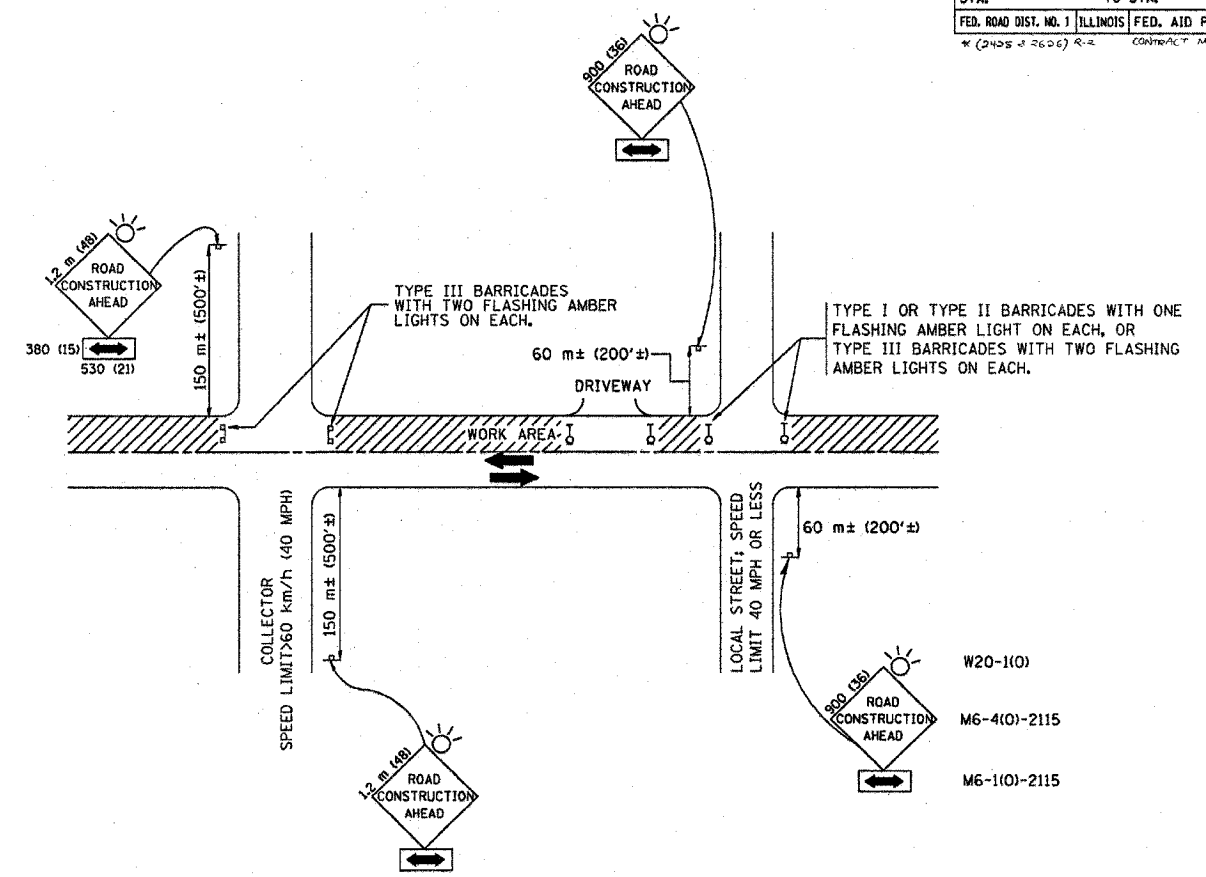 FED. ROAD DIST. NO. 1 ILLINOIS FED. AID
* (2425 & 2626) R-2 CONTRACT
900 (36)
ROAD
CONSTRUCTION
AHEAD
1.2 m (48)
ROAD
CONSTRUCTION
AHEAD
380 (15)
530 (21)
150 m± (500'±)
TYPE III BARRICADES
WITH TWO FLASHING AMBER
LIGHTS ON EACH.
60 m± (200'±)
DRIVEWAY
TYPE I OR TYPE II BARRICADES WITH ONE
FLASHING AMBER LIGHT ON EACH, OR
TYPE III BARRICADES WITH TWO FLASHING
AMBER LIGHTS ON EACH.
WORK AREA
COLLECTOR
SPEED LIMIT>60 km/h (40 MPH)
150 m± (500'±)
LOCAL STREET; SPEED
LIMIT 40 MPH OR LESS
60 m± (200'±)
1.2 m (48)
ROAD
CONSTRUCTION
AHEAD
900 (36)
ROAD
CONSTRUCTION
AHEAD
W20-1(O)
M6-4(O)-2115
M6-1(O)-2115